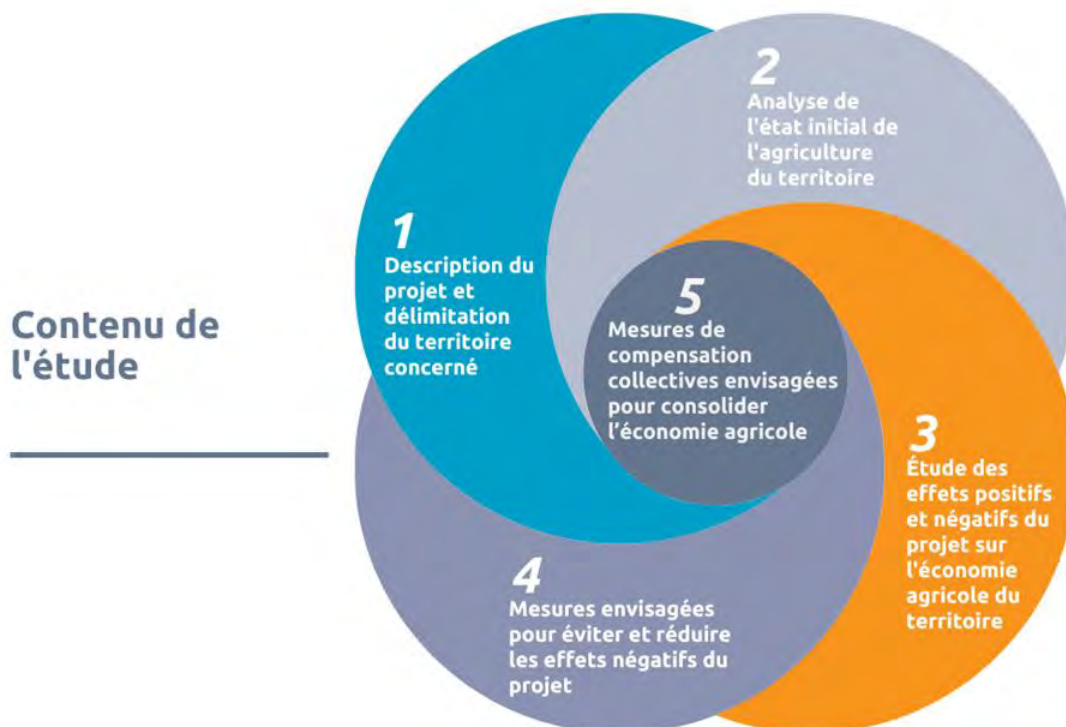 Contenu de
l'étude
1
Description du
projet et
délimitation
du territoire
concerné
2
Analyse de
l'état initial de
l'agriculture
du territoire
3
Étude des
effets positifs
et négatifs du
projet sur
l'économie
agricole du
territoire
4
Mesures envisagées
pour éviter et réduire
les effets négatifs du
projet
5
Mesures de
compensation
collectives envisagées
pour consolider
l’économie agricole